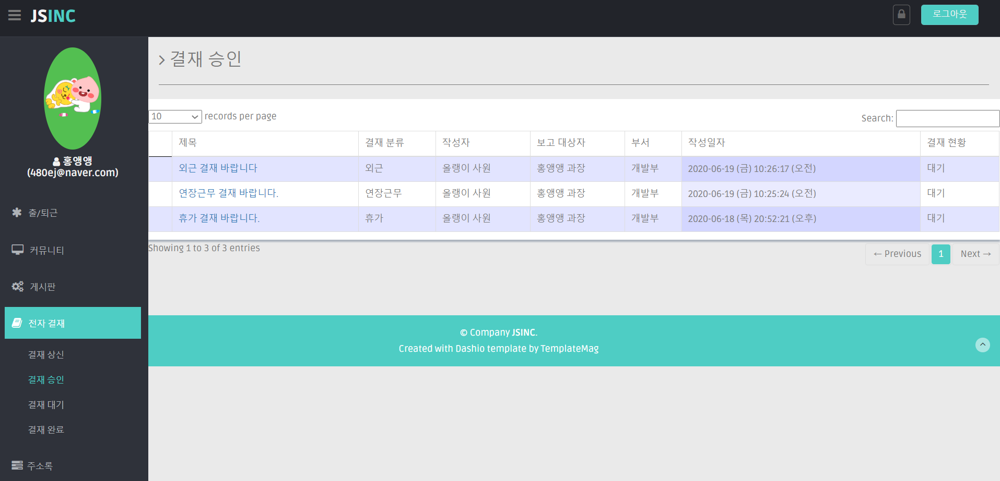 JSINC
로그아웃
홍앵앵
(480ej@naver.com)
출/퇴근
커뮤니티
게시판
전자 결재
결재 상신
결재 승인
결재 대기
결재 완료
주소록
결재 승인
10 records per page
Search:
제목 결재 분류 작성자 보고 대상자 부서 작성일자 결재 현황
외근 결재 바랍니다 외근 올랭이 사원 홍앵앵 과장 개발부 2020-06-19 (금) 10:26:17 (오전) 대기
연장근무 결재 바랍니다. 연장근무 올랭이 사원 홍앵앵 과장 개발부 2020-06-19 (금) 10:25:24 (오전) 대기
휴가 결재 바랍니다. 휴가 올랭이 사원 홍앵앵 과장 개발부 2020-06-18 (목) 20:52:21 (오후) 대기
Showing 1 to 3 of 3 entries
← Previous 1 Next →
© Company JSINC.
Created with Dashio template by TemplateMag